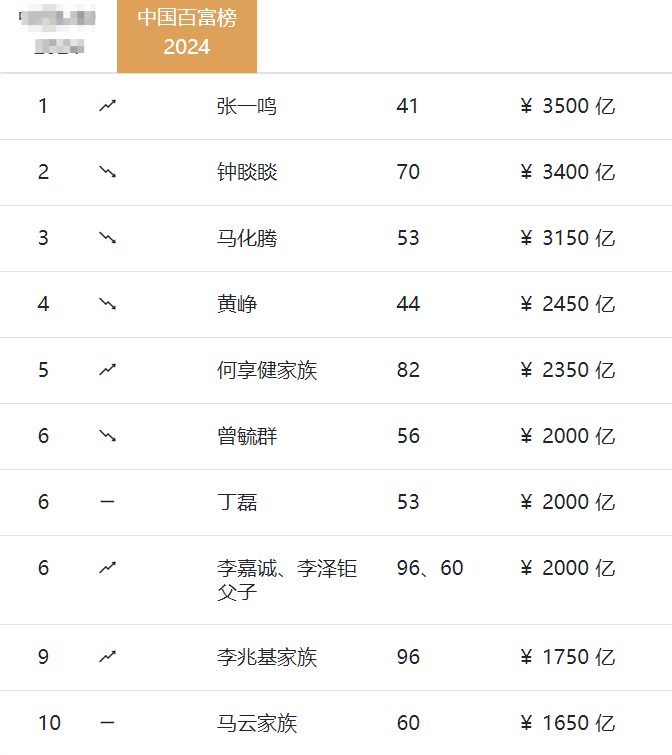 中国百富榜
2024
1 张一鸣 41 ¥ 3500 亿
2 钟睒睒 70 ¥ 3400 亿
3 马化腾 53 ¥ 3150 亿
4 黄峥 44 ¥ 2450 亿
5 何享健家族 82 ¥ 2350 亿
6 曾毓群 56 ¥ 2000 亿
6 丁磊 53 ¥ 2000 亿
6 李嘉诚、李泽钜 96、60 ¥ 2000 亿
父子
9 李兆基家族 96 ¥ 1750 亿
10 马云家族 60 ¥ 1650 亿